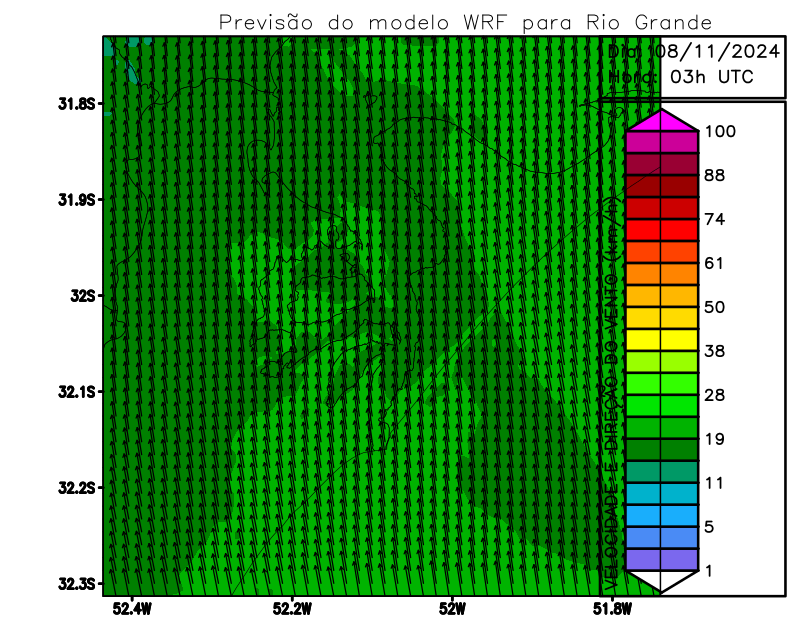 Previsão do modelo WRF para Rio Grande
Dia: 08/11/2024
Hora: 03h UTC
31.8S
31.9S
32S
32.1S
32.2S
32.3S
52.4W
52.2W
52W
51.8W
VELOCIDADE E DIREÇÃO DO VENTO (km/h)
100
88
74
61
50
38
28
19
11
5
1